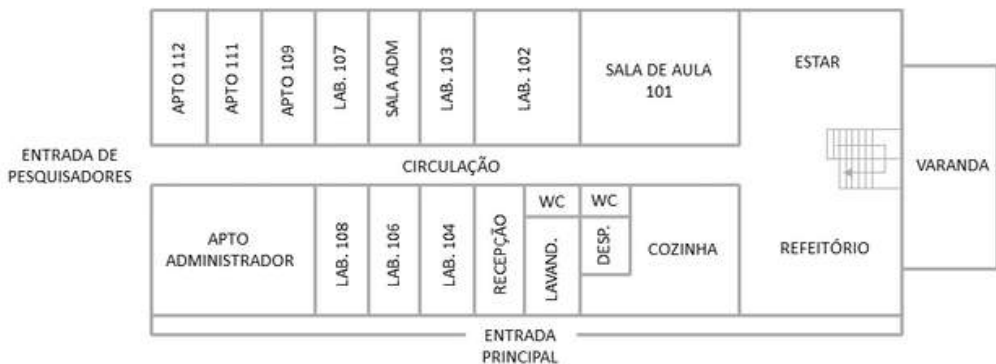 APTO 112
APTO 111
APTO 109
LAB. 107
SALA ADM
LAB. 103
LAB. 102
SALA DE AULA
101
ESTAR
ENTRADA DE
PESQUISADORES
CIRCULAÇÃO
VARANDA
APTO
ADMINISTRADOR
LAB. 108
LAB. 106
LAB. 104
RECEPÇÃO
WC
LAVAND.
WC
DESP.
COZINHA
REFEITÓRIO
ENTRADA
PRINCIPAL